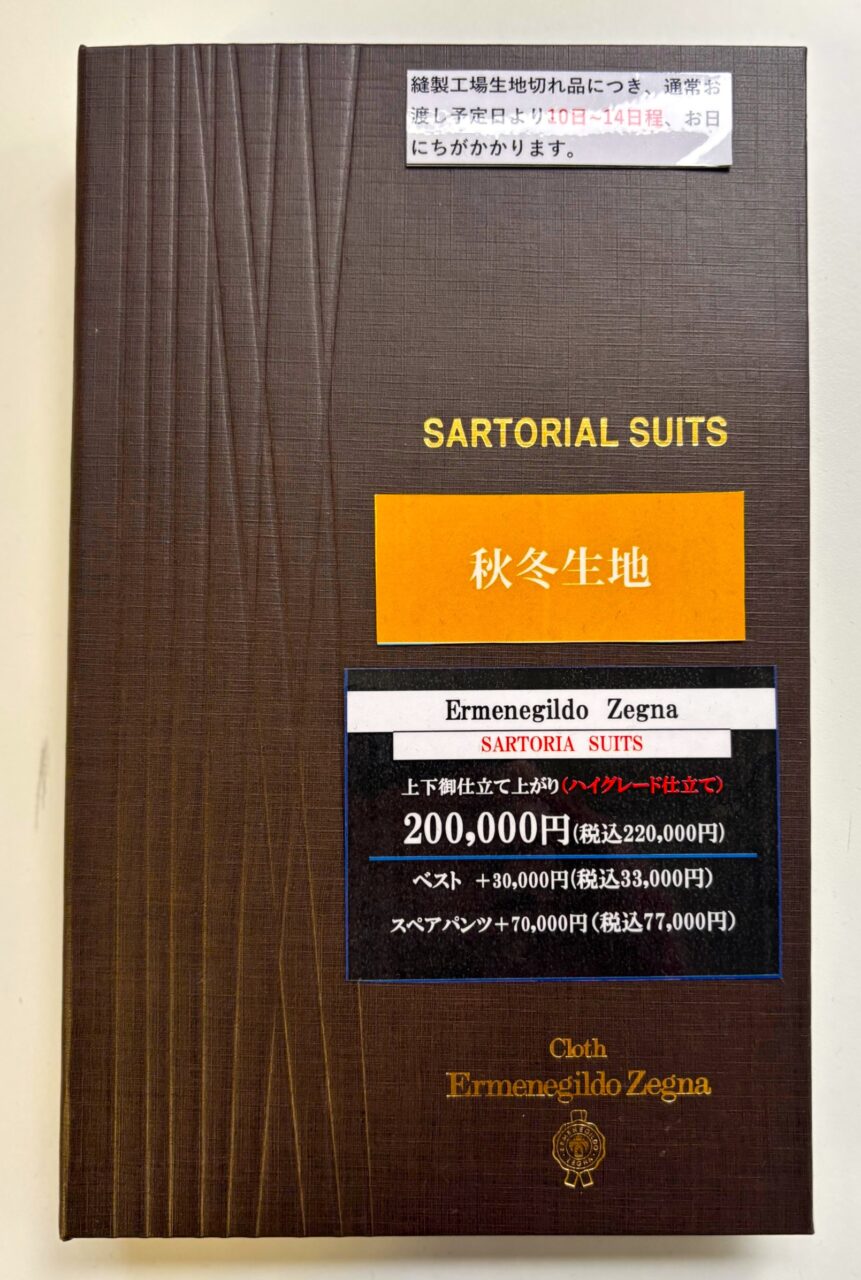 縫製工場生地切れ品につき、通常お
渡し予定日より10日~14日程、お日
にちがかかります。
SARTORIAL SUITS
秋冬生地
Ermenegildo Zegna
SARTORIA SUITS
上下御仕立て上がり(ハイグレード仕立て)
200,000円(税込220,000円)
ベスト +30,000円(税込33,000円)
スペアパンツ+70,000円(税込77,000円)
Cloth
Ermenegildo Zegna